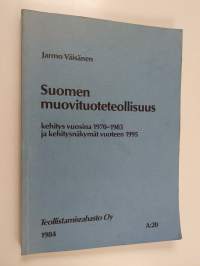 Jarmo Väisänen
Suomen
muovituoteteollisuus
kehitys vuosina 1970–1983
ja kehitysnäkymät vuoteen 1995
Teollistamisrahasto Oy
1984
A:20